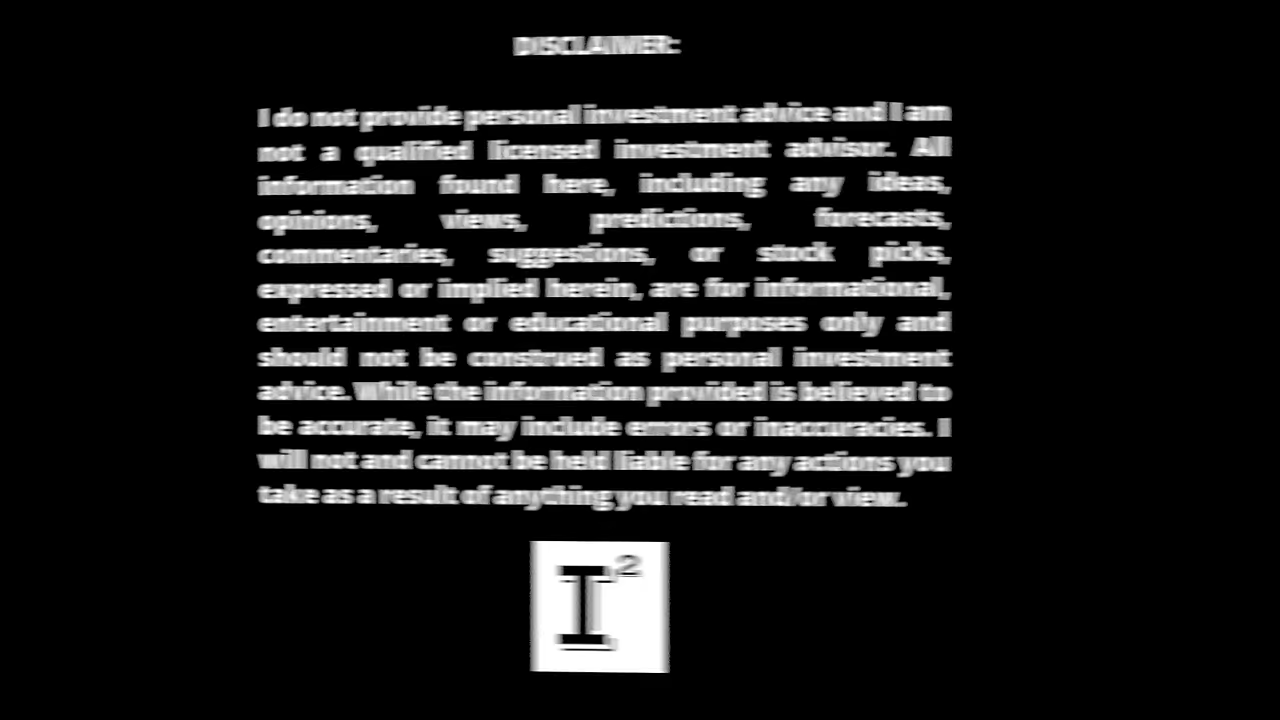 DISCLAIMER:
I do not provide personal investment advice and I am
not a qualified licensed investment advisor. All
information found here, including any ideas,
opinions, views, predictions, forecasts,
commentaries, suggestions, or stock picks,
expressed or implied herein, are for informational,
entertainment or educational purposes only and
should not be construed as personal investment
advice. While the information provided is believed to
be accurate, it may include errors or inaccuracies. I
will not and cannot be held liable for any actions you
take as a result of anything you read and/or view.
I²